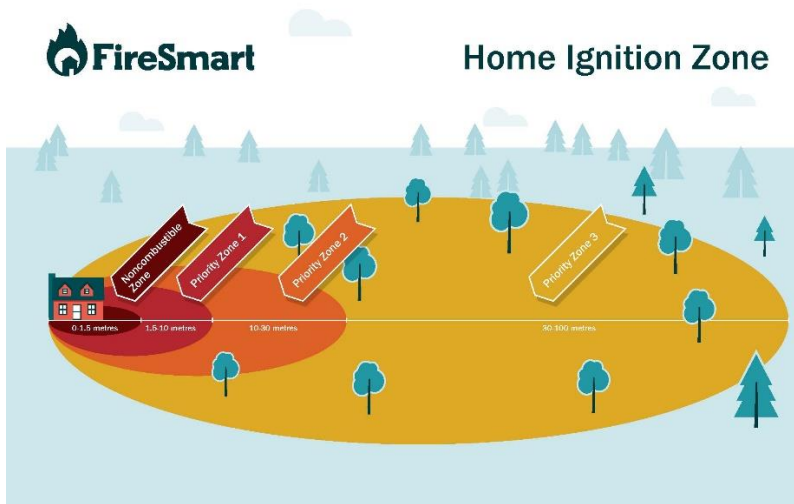 FireSmart
Home Ignition Zone
Noncombustible
Zone
Priority Zone 1
Priority Zone 2
Priority Zone 3
0-1.5 metres
1.5-10 metres
10-30 metres
30-100 metres